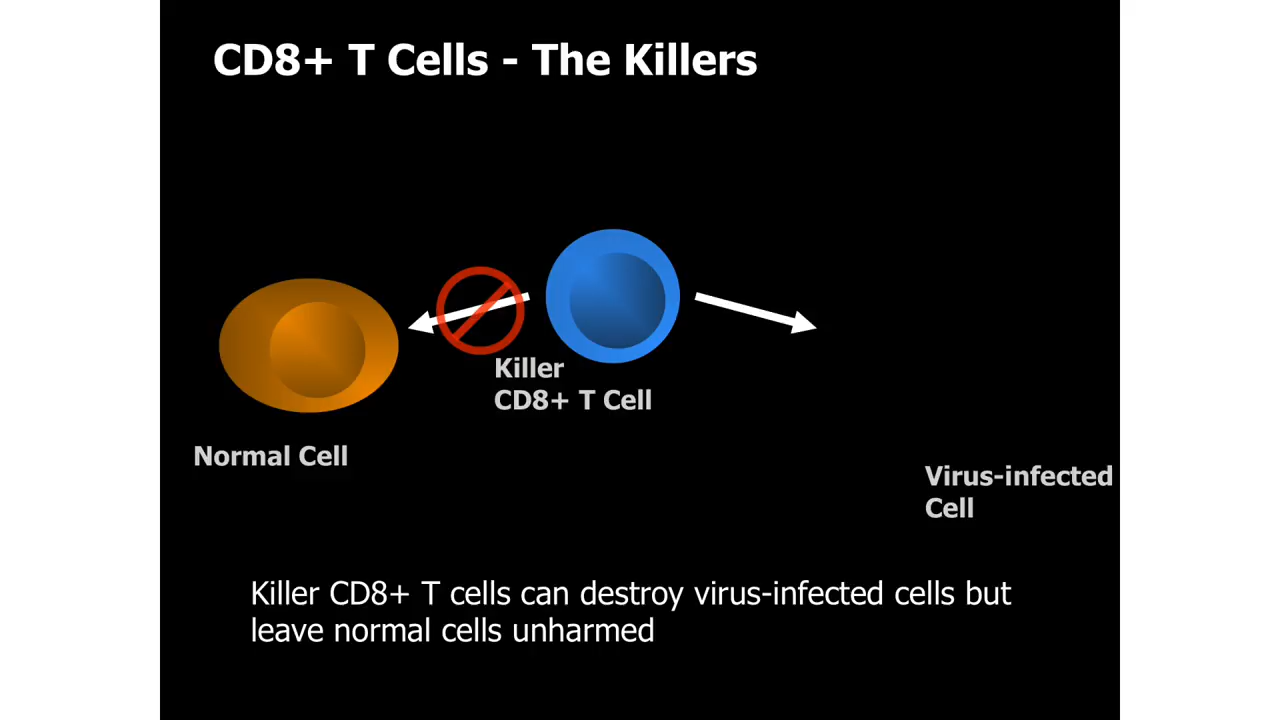 CD8+ T Cells - The Killers
Killer
CD8+ T Cell
Normal Cell
Virus-infected
Cell
Killer CD8+ T cells can destroy virus-infected cells but
leave normal cells unharmed